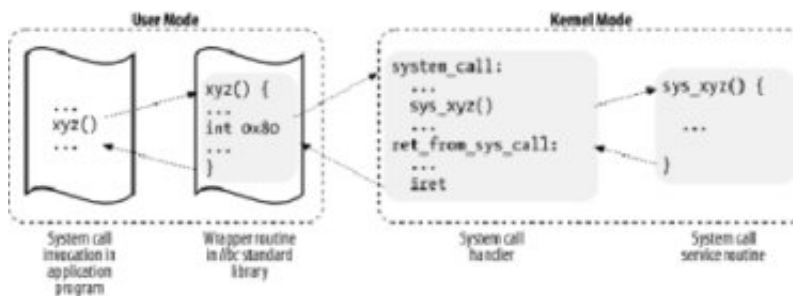 User Mode
Kernel Mode
...
xyz()
...
xyz() {
...
int 0x80
...
}
system_call:
...
sys_xyz()
...
ret_from_sys_call:
...
iret
sys_xyz() {
...
}
System call
invocation in
application
program
Wrapper routine
in libc standard
library
System call
handler
System call
service routine